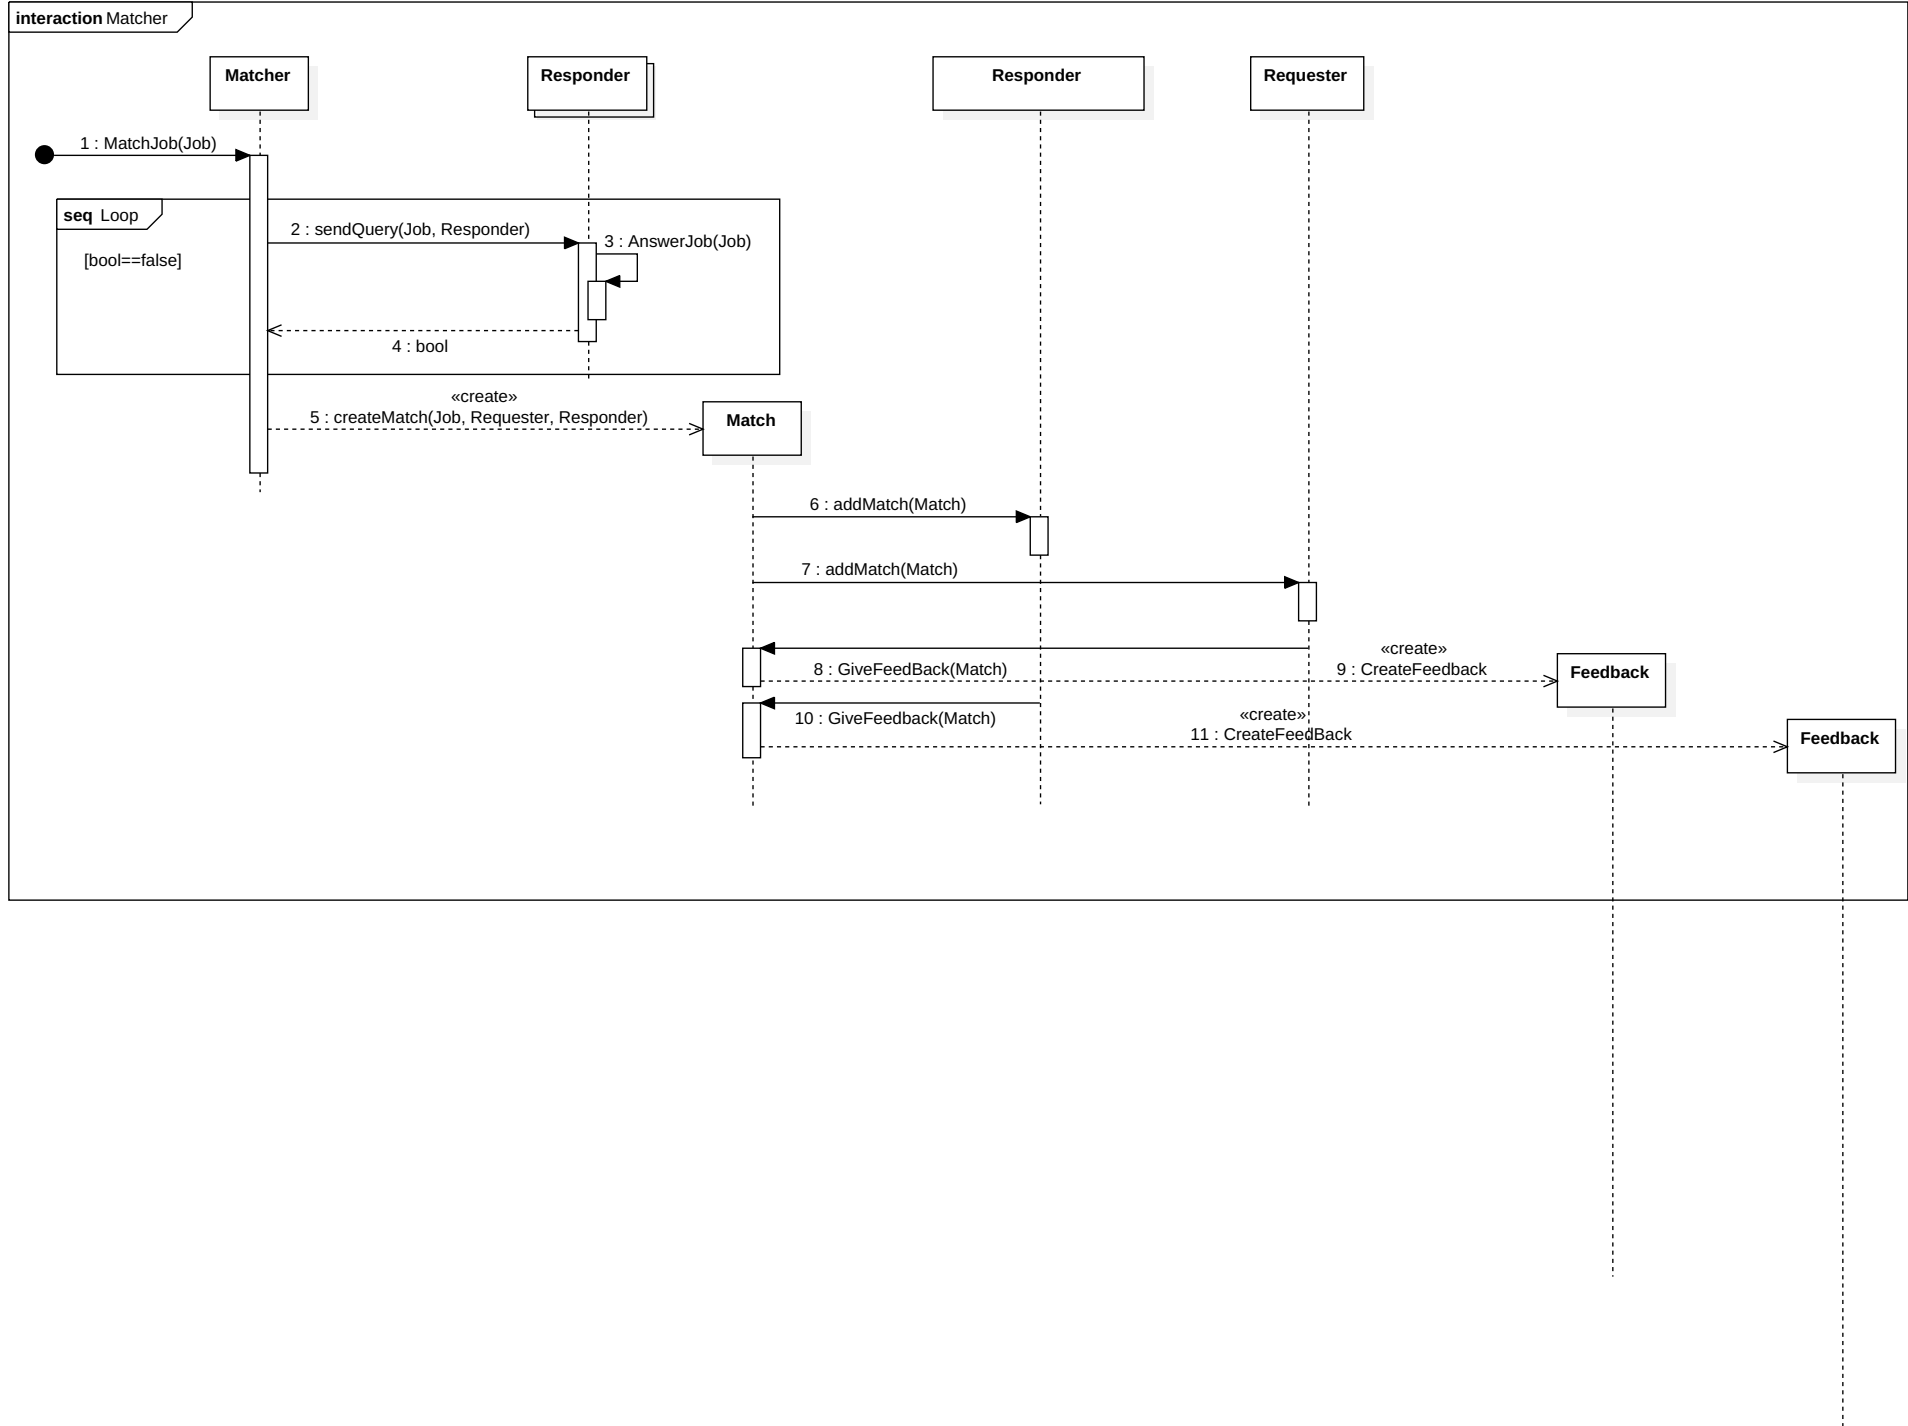 interaction Matcher
Matcher
Responder
Responder
Requester
1 : MatchJob(Job)
seq Loop
2 : sendQuery(Job, Responder)
3 : AnswerJob(Job)
[bool==false]
4 : bool
«create»
5 : createMatch(Job, Requester, Responder)
Match
6 : addMatch(Match)
7 : addMatch(Match)
«create»
8 : GiveFeedBack(Match)
9 : CreateFeedback
Feedback
«create»
10 : GiveFeedback(Match)
11 : CreateFeedBack
Feedback